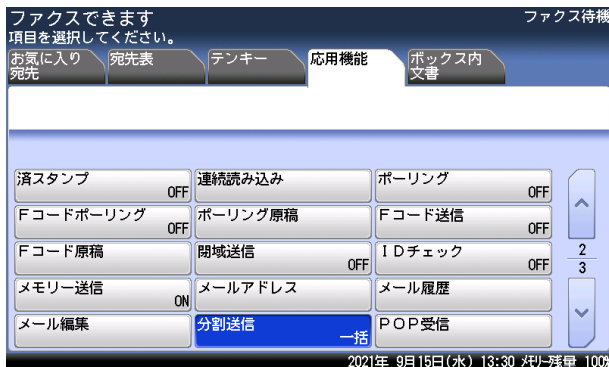 ファクスできます ファクス待機
項目を選択してください。
お気に入り 宛先表 テンキー 応用機能 ボックス内
宛先 文書
済スタンプ 連続読み込み ポーリング
OFF OFF
Fコードポーリング ポーリング原稿 Fコード送信
OFF OFF
Fコード原稿 閉域送信 IDチェック 2
OFF OFF 3
メモリー送信 メールアドレス メール履歴
ON
メール編集 分割送信 POP受信
一括
2021年 9月15日(水) 13:30 メモリー残量 100%